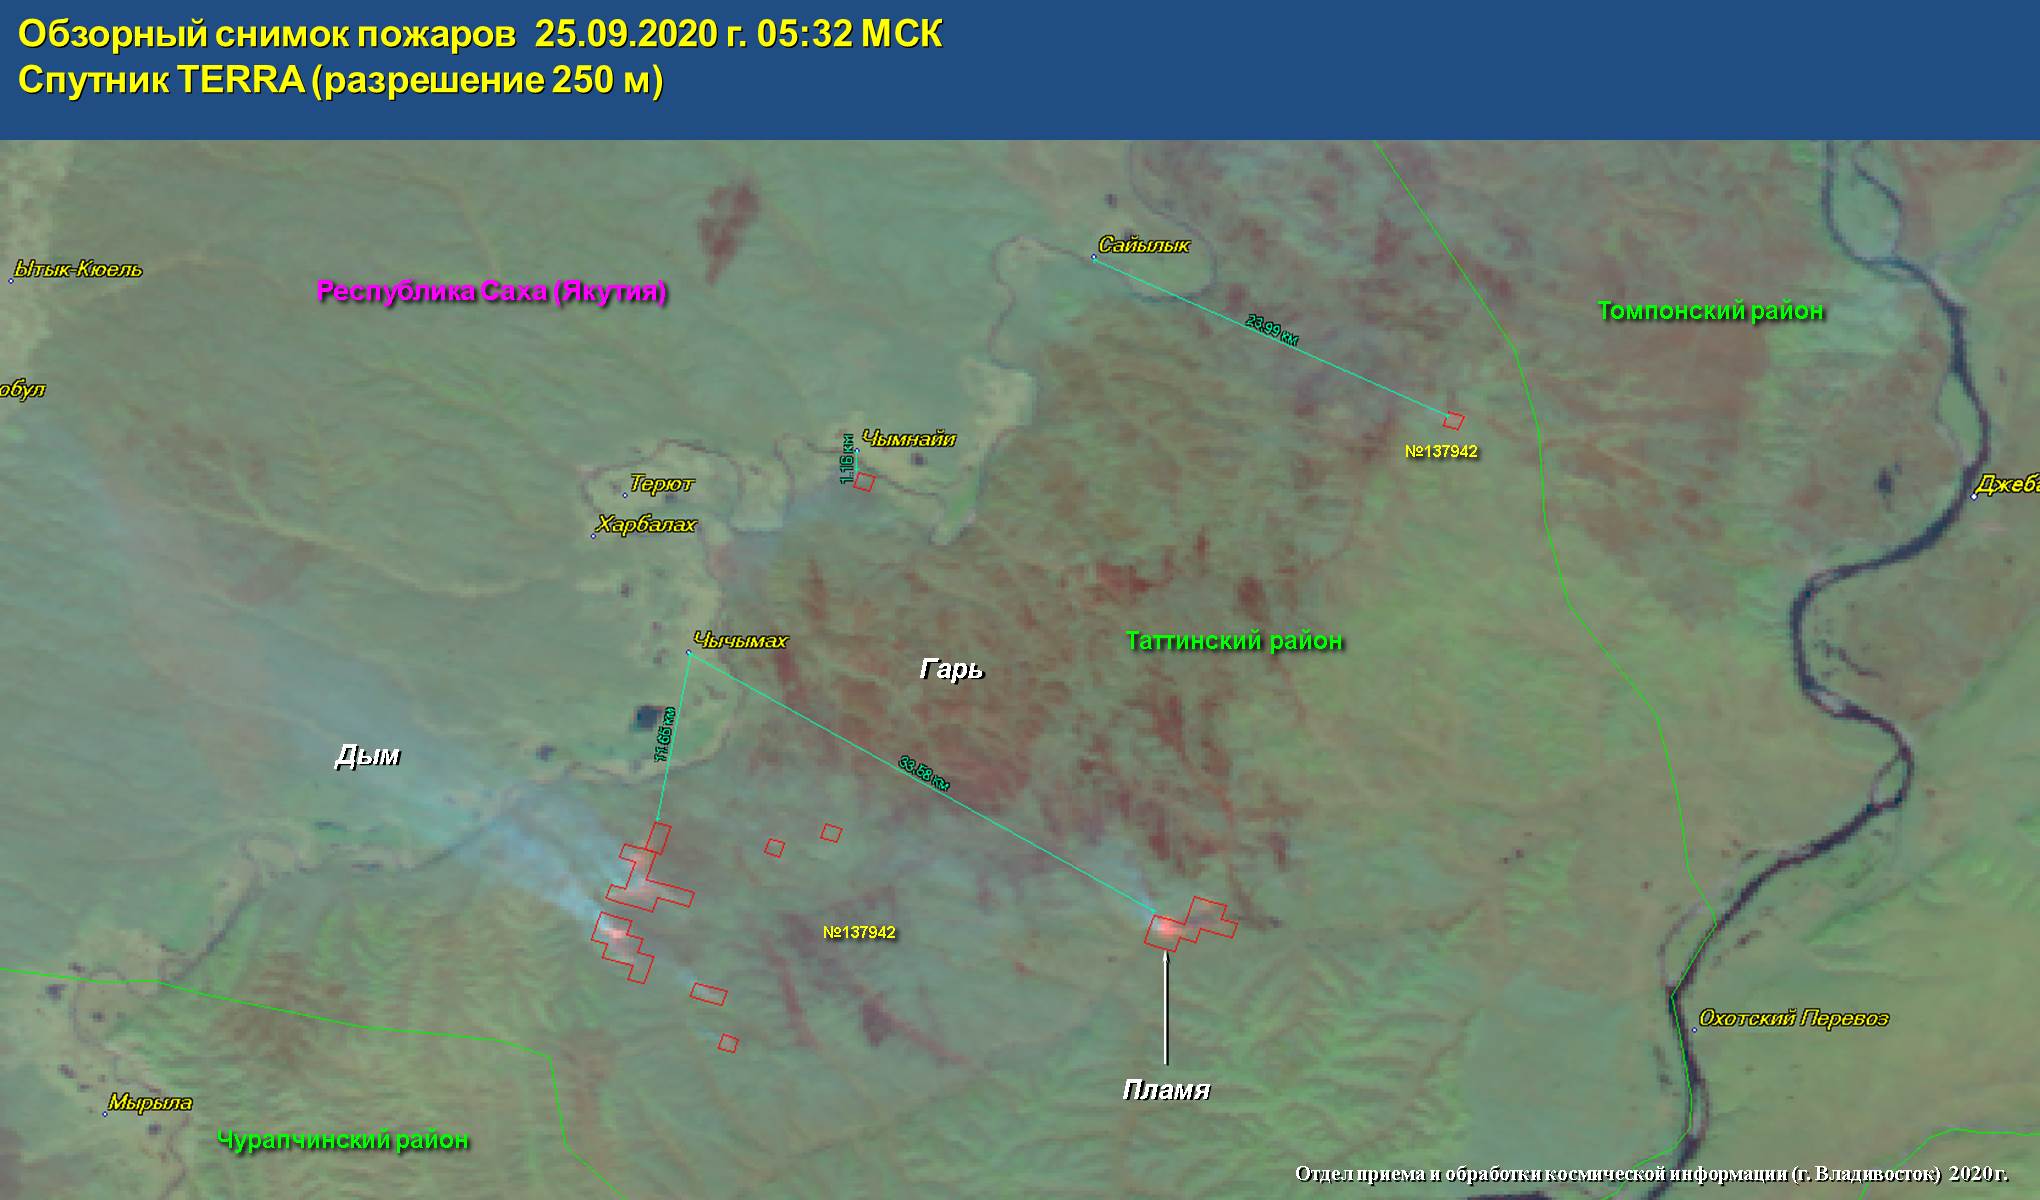 Обзорный снимок пожаров 25.09.2020 г. 05:32 МСК
Спутник TERRA (разрешение 250 м)
Сайылык
Ытык-Кюель
Республика Саха (Якутия)
Томпонский район
23.99 км
обул
Чымнайи
№137942
1.16 км
Терют
Джеба
Харбалах
Чычымах
Таттинский район
Гарь
11.65 км
Дым
33.58 км
№137942
Охотский Перевоз
Пламя
Мырыла
Чурапчинский район
Отдел приема и обработки космической информации (г. Владивосток) 2020 г.